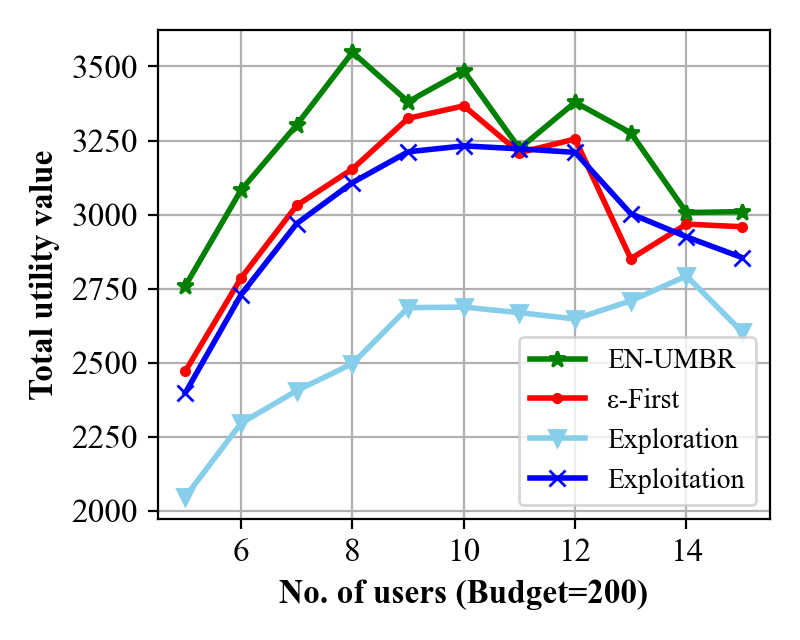 Total utility value
3500
3250
3000
2750
2500
2250
2000
6 8 10 12 14
No. of users (Budget=200)
EN-UMBR
ε-First
Exploration
Exploitation